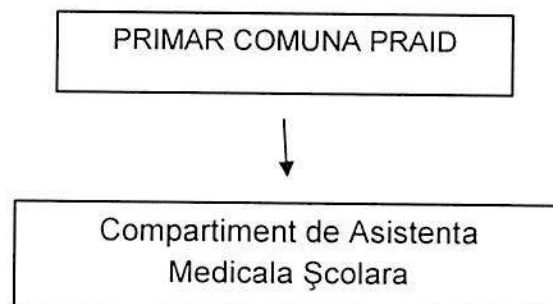 PRIMAR COMUNA PRAID
Compartiment de Asistenta
Medicala Şcolara